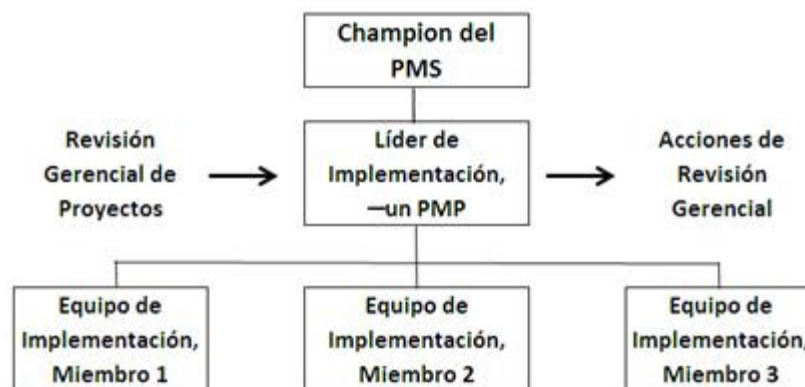 Champion del
PMS
Revisión
Gerencial de
Proyectos
Líder de
Implementación,
—un PMP
Acciones de
Revisión
Gerencial
Equipo de
Implementación,
Miembro 1
Equipo de
Implementación,
Miembro 2
Equipo de
Implementación,
Miembro 3